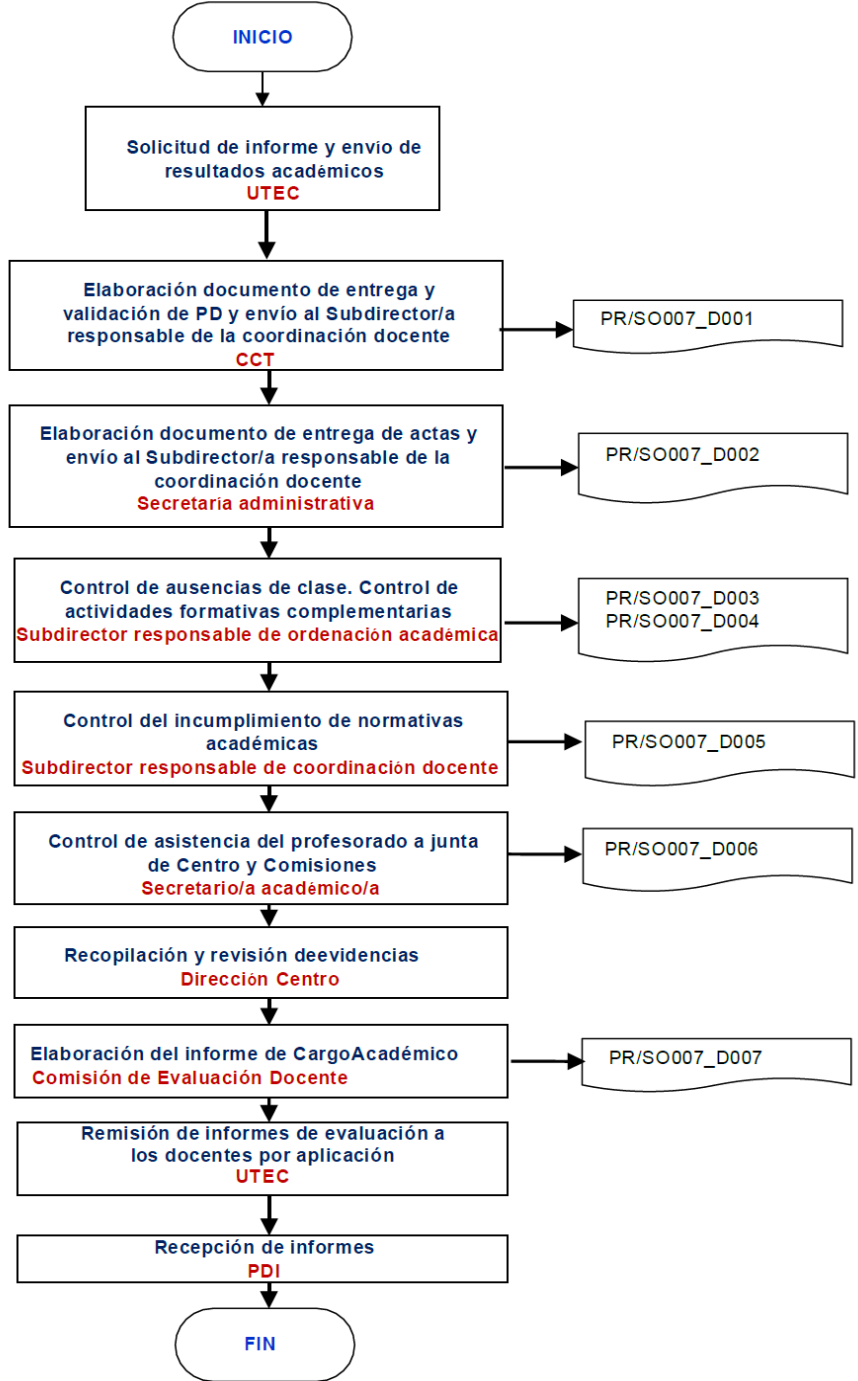 INICIO
Solicitud de informe y envío de
resultados académicos
UTEC
Elaboración documento de entrega y
validación de PD y envío al Subdirector/a
responsable de la coordinación docente
CCT
PR/SO007_D001
Elaboración documento de entrega de actas y
envío al Subdirector/a responsable de la
coordinación docente
Secretaría administrativa
PR/SO007_D002
Control de ausencias de clase. Control de
actividades formativas complementarias
Subdirector responsable de ordenación académica
PR/SO007_D003
PR/SO007_D004
Control del incumplimiento de normativas
académicas
Subdirector responsable de coordinación docente
PR/SO007_D005
Control de asistencia del profesorado a junta
de Centro y Comisiones
Secretario/a académico/a
PR/SO007_D006
Recopilación y revisión deevidencias
Dirección Centro
Elaboración del informe de CargoAcadémico
Comisión de Evaluación Docente
PR/SO007_D007
Remisión de informes de evaluación a
los docentes por aplicación
UTEC
Recepción de informes
PDI
FIN